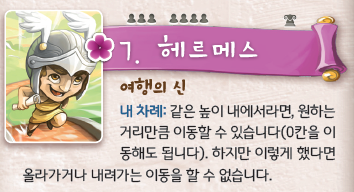 7. 헤르메스
여행의 신
내 차례: 같은 높이 내에서라면, 원하는
거리만큼 이동할 수 있습니다(0칸을 이
동해도 됩니다). 하지만 이렇게 했다면
올라가거나 내려가는 이동을 할 수 없습니다.